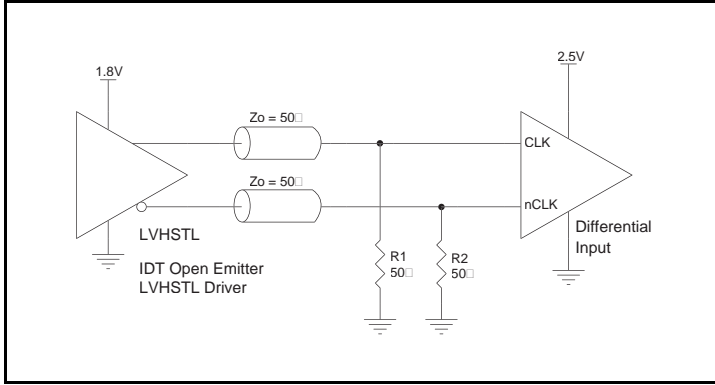 1.8V
2.5V
Zo = 50□
CLK
Zo = 50□
nCLK
LVHSTL
Differential
Input
IDT Open Emitter
LVHSTL Driver
R1
50□
R2
50□